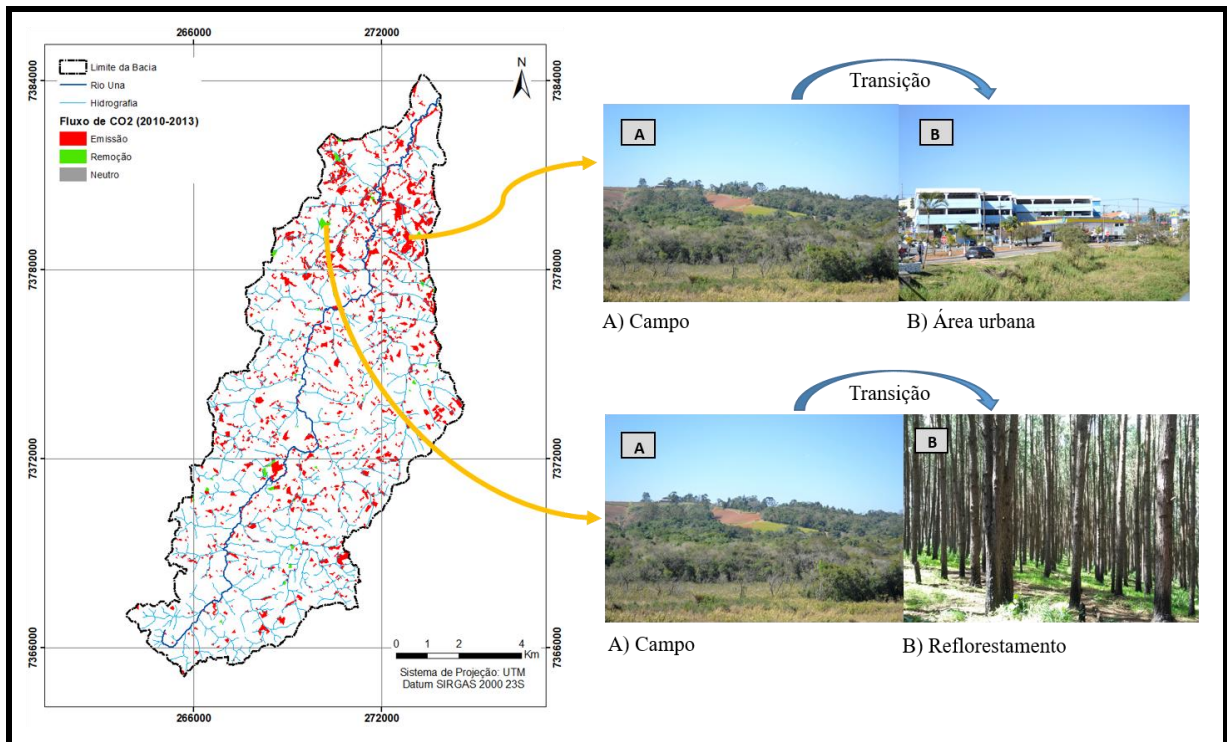 266000
272000
7384000
7384000
Limite da Bacia
Rio Una
Hidrografia
Fluxo de CO2 (2010-2013)
Emissão
Remoção
Neutro
N
7378000
7378000
7372000
7372000
7366000
7366000
0 1 2 4
Km
Sistema de Projeção: UTM
Datum SIRGAS 2000 23S
266000
272000
Transição
A
B
A) Campo
B) Área urbana
Transição
A
B
A) Campo
B) Reflorestamento